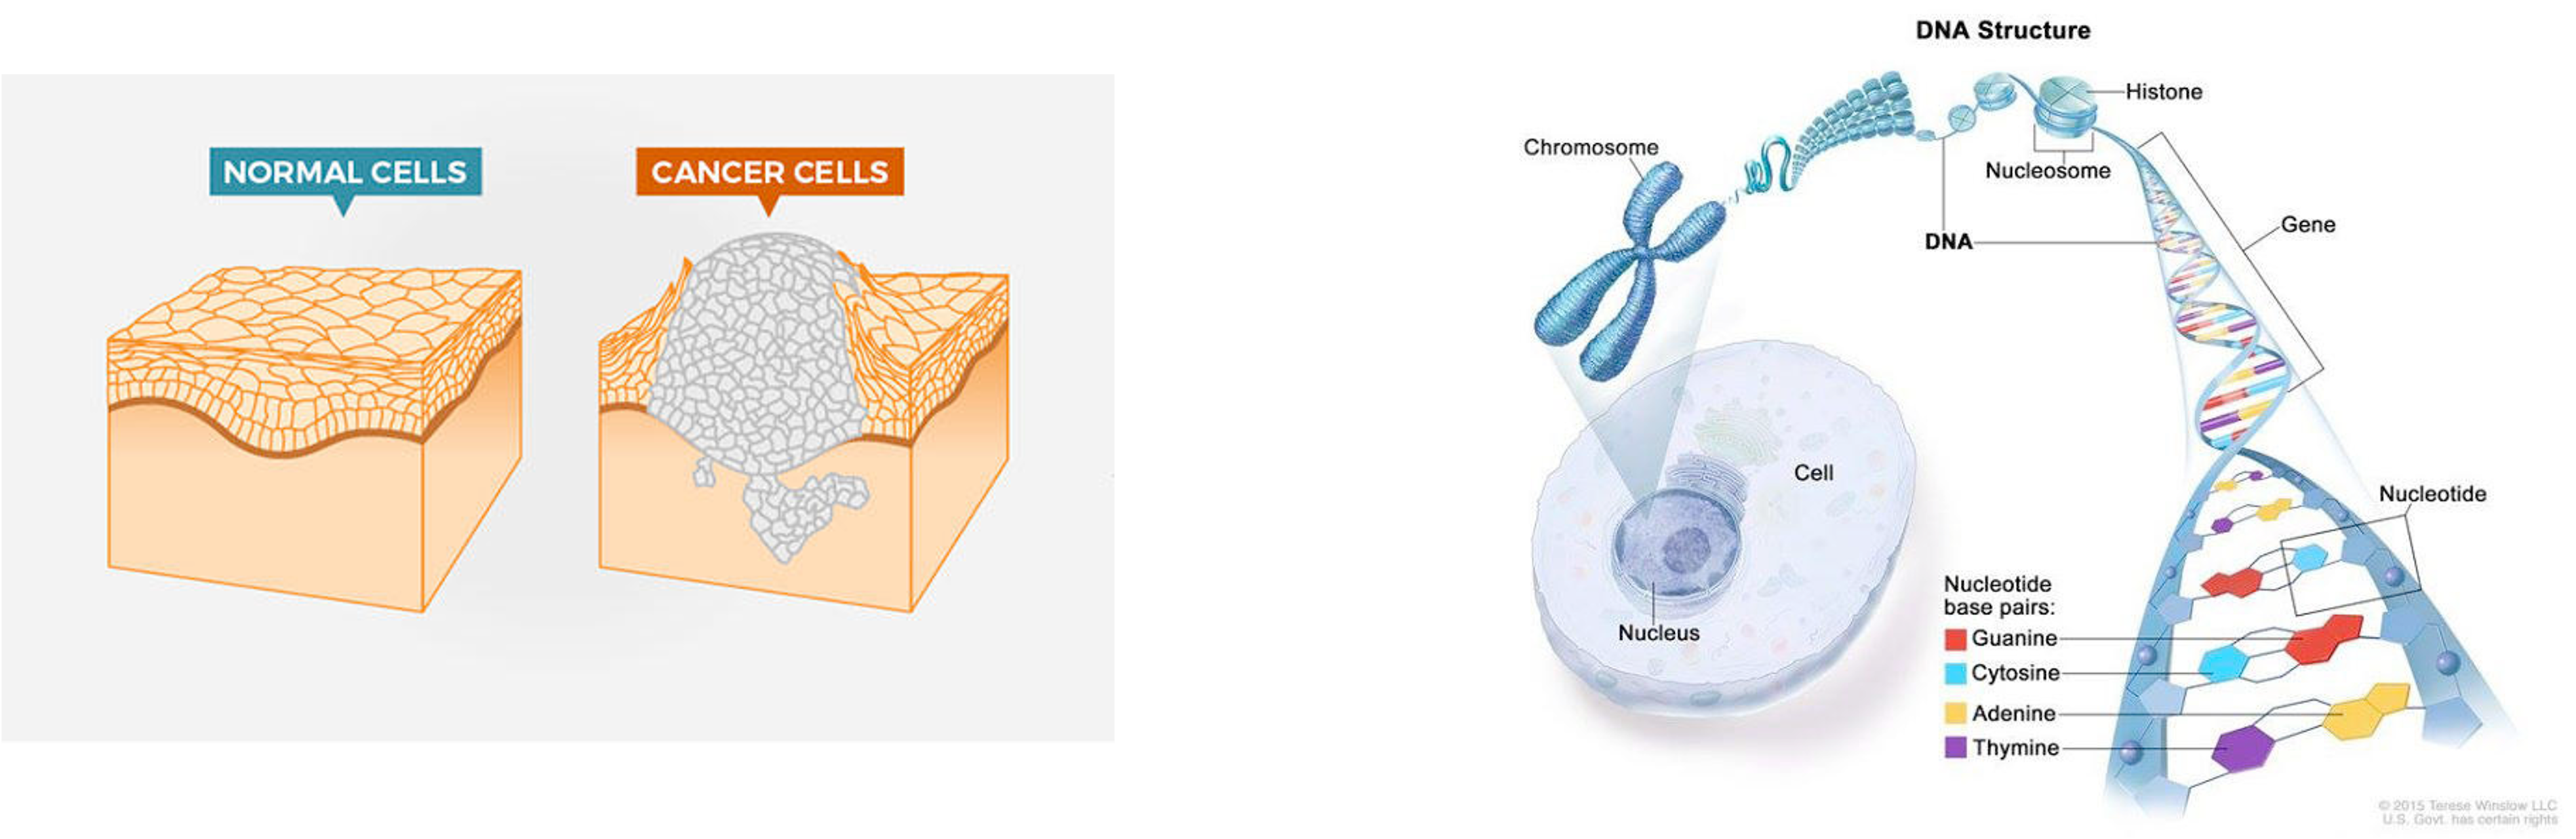 NORMAL CELLS
CANCER CELLS
DNA Structure
Histone
Chromosome
Nucleosome
Gene
DNA
Cell
Nucleotide
Nucleus
Nucleotide
base pairs:
Guanine
Cytosine
Adenine
Thymine
© 2015 Terese Winslow LLC
U.S. Govt. has certain rights